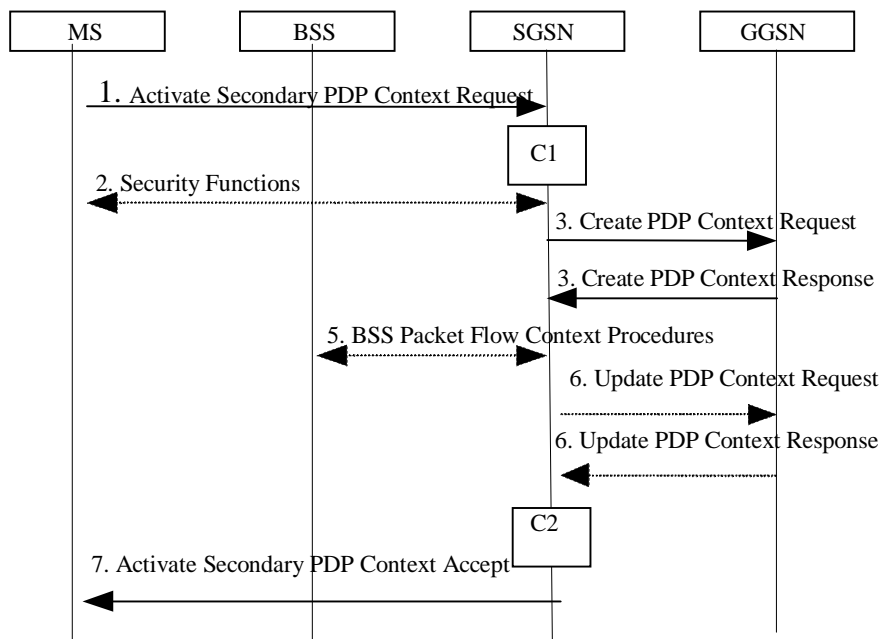 MS
BSS
SGSN
GGSN
1. Activate Secondary PDP Context Request
C1
2. Security Functions
3. Create PDP Context Request
3. Create PDP Context Response
5. BSS Packet Flow Context Procedures
6. Update PDP Context Request
6. Update PDP Context Response
C2
7. Activate Secondary PDP Context Accept